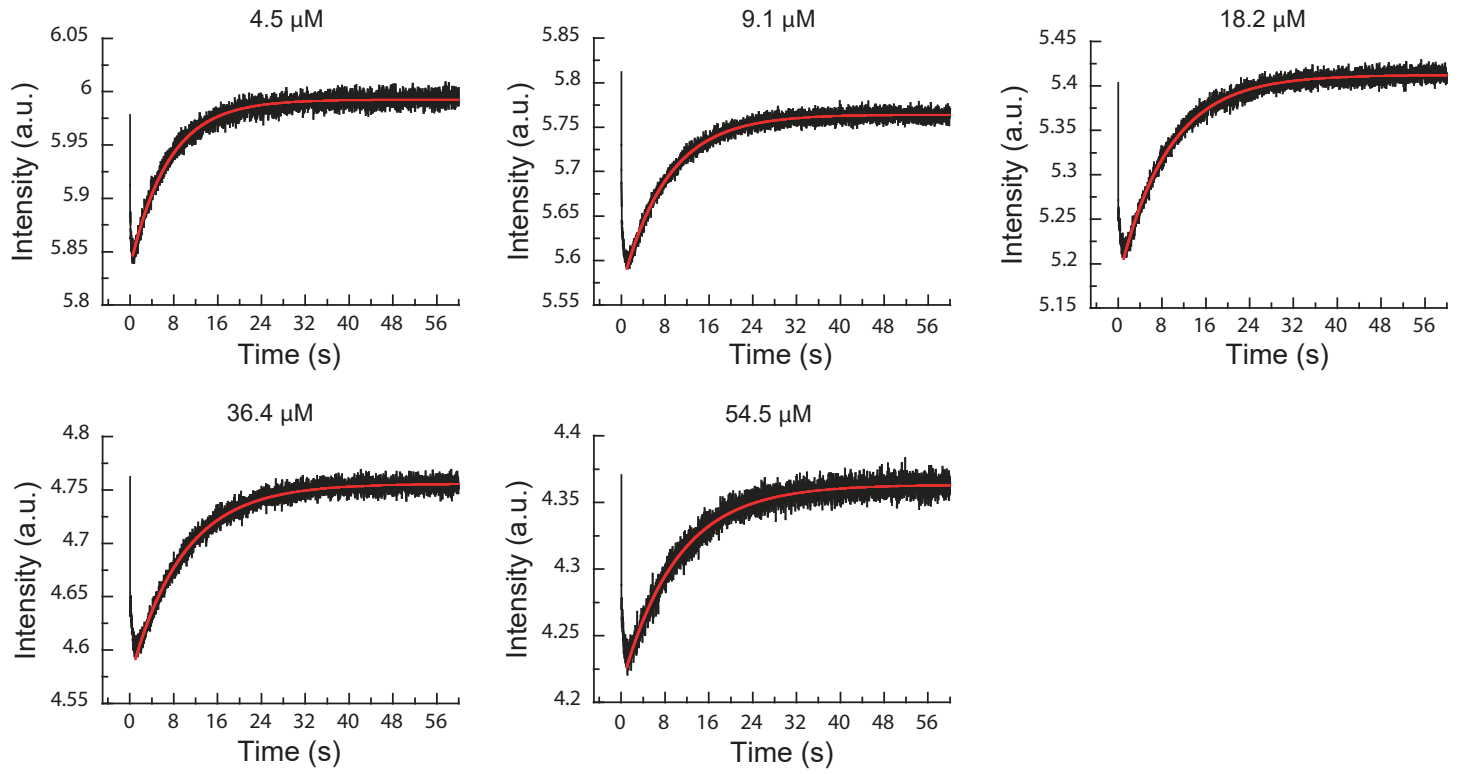 4.5 µM
Intensity (a.u.)
6.05
6
5.95
5.9
5.85
5.8
0 8 16 24 32 40 48 56
Time (s)
9.1 µM
Intensity (a.u.)
5.85
5.8
5.75
5.7
5.65
5.6
5.55
0 8 16 24 32 40 48 56
Time (s)
18.2 µM
Intensity (a.u.)
5.45
5.4
5.35
5.3
5.25
5.2
5.15
0 8 16 24 32 40 48 56
Time (s)
36.4 µM
Intensity (a.u.)
4.8
4.75
4.7
4.65
4.6
4.55
0 8 16 24 32 40 48 56
Time (s)
54.5 µM
Intensity (a.u.)
4.4
4.35
4.3
4.25
4.2
0 8 16 24 32 40 48 56
Time (s)